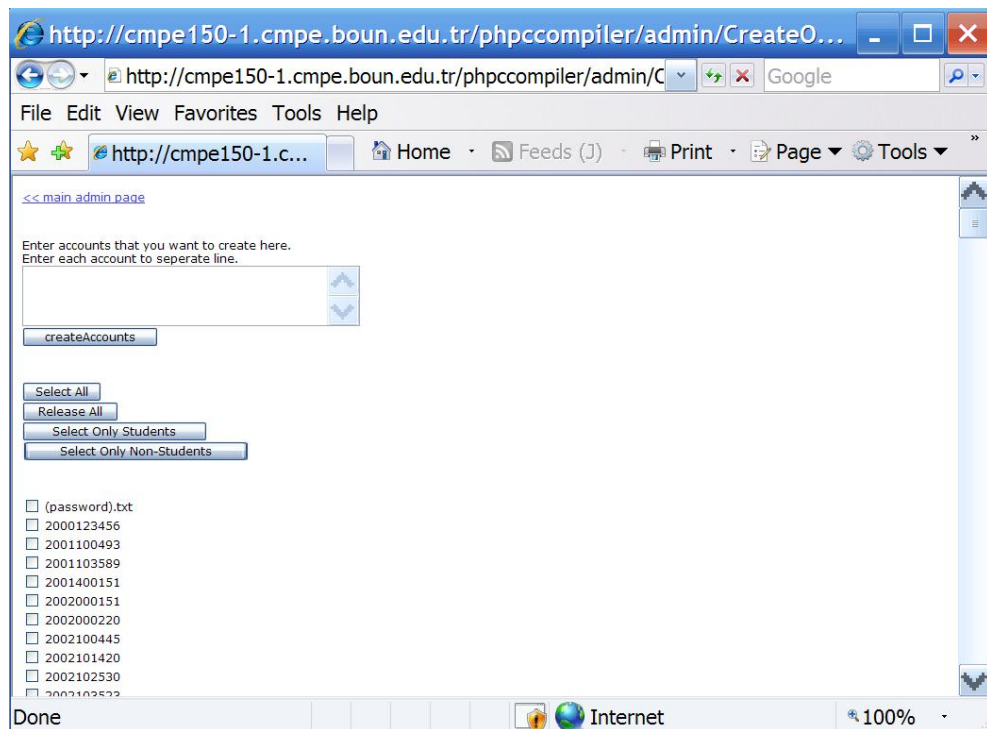 http://cmpe150-1.cmpe.boun.edu.tr/phpccompiler/admin/CreateO...
http://cmpe150-1.cmpe.boun.edu.tr/phpccompiler/admin/C Google
File Edit View Favorites Tools Help
http://cmpe150-1.c... Home Feeds (J) Print Page Tools »
<< main admin page
Enter accounts that you want to create here.
Enter each account to seperate line.
createAccounts
Select All
Release All
Select Only Students
Select Only Non-Students
(password).txt
2000123456
2001100493
2001103589
2001400151
2002000151
2002000220
2002100445
2002101420
2002102530
2002103523
Done Internet 100%